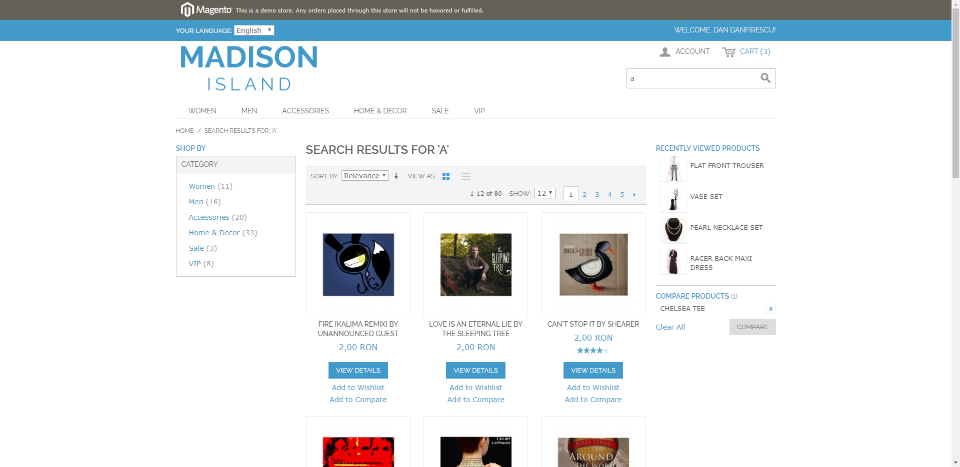 Magento This is a demo store. Any orders placed through this store will not be honored or fulfilled.
YOUR LANGUAGE: English
WELCOME, DAN DANFIRESCU!
MADISON
ISLAND
ACCOUNT CART (3)
a
WOMEN MEN ACCESSORIES HOME & DECOR SALE VIP
HOME / SEARCH RESULTS FOR: 'A'
SHOP BY
CATEGORY
Women (11)
Men (16)
Accessories (20)
Home & Decor (33)
Sale (3)
VIP (8)
SEARCH RESULTS FOR 'A'
SORT BY Relevance VIEW AS
1-12 of 80 SHOW: 12 1 2 3 4 5 »
THE SLEEPING TREE
FIRE (KALIMA REMIX) BY
UNANNOUNCED GUEST
2,00 RON
VIEW DETAILS
Add to Wishlist
Add to Compare
LOVE IS AN ETERNAL LIE BY
THE SLEEPING TREE
2,00 RON
VIEW DETAILS
Add to Wishlist
Add to Compare
CAN'T STOP IT BY SHEARER
2,00 RON
VIEW DETAILS
Add to Wishlist
Add to Compare
AROUND
THE WORLD
RECENTLY VIEWED PRODUCTS
FLAT FRONT TROUSER
VASE SET
PEARL NECKLACE SET
RACER BACK MAXI
DRESS
COMPARE PRODUCTS (1)
CHELSEA TEE x
Clear All COMPARE